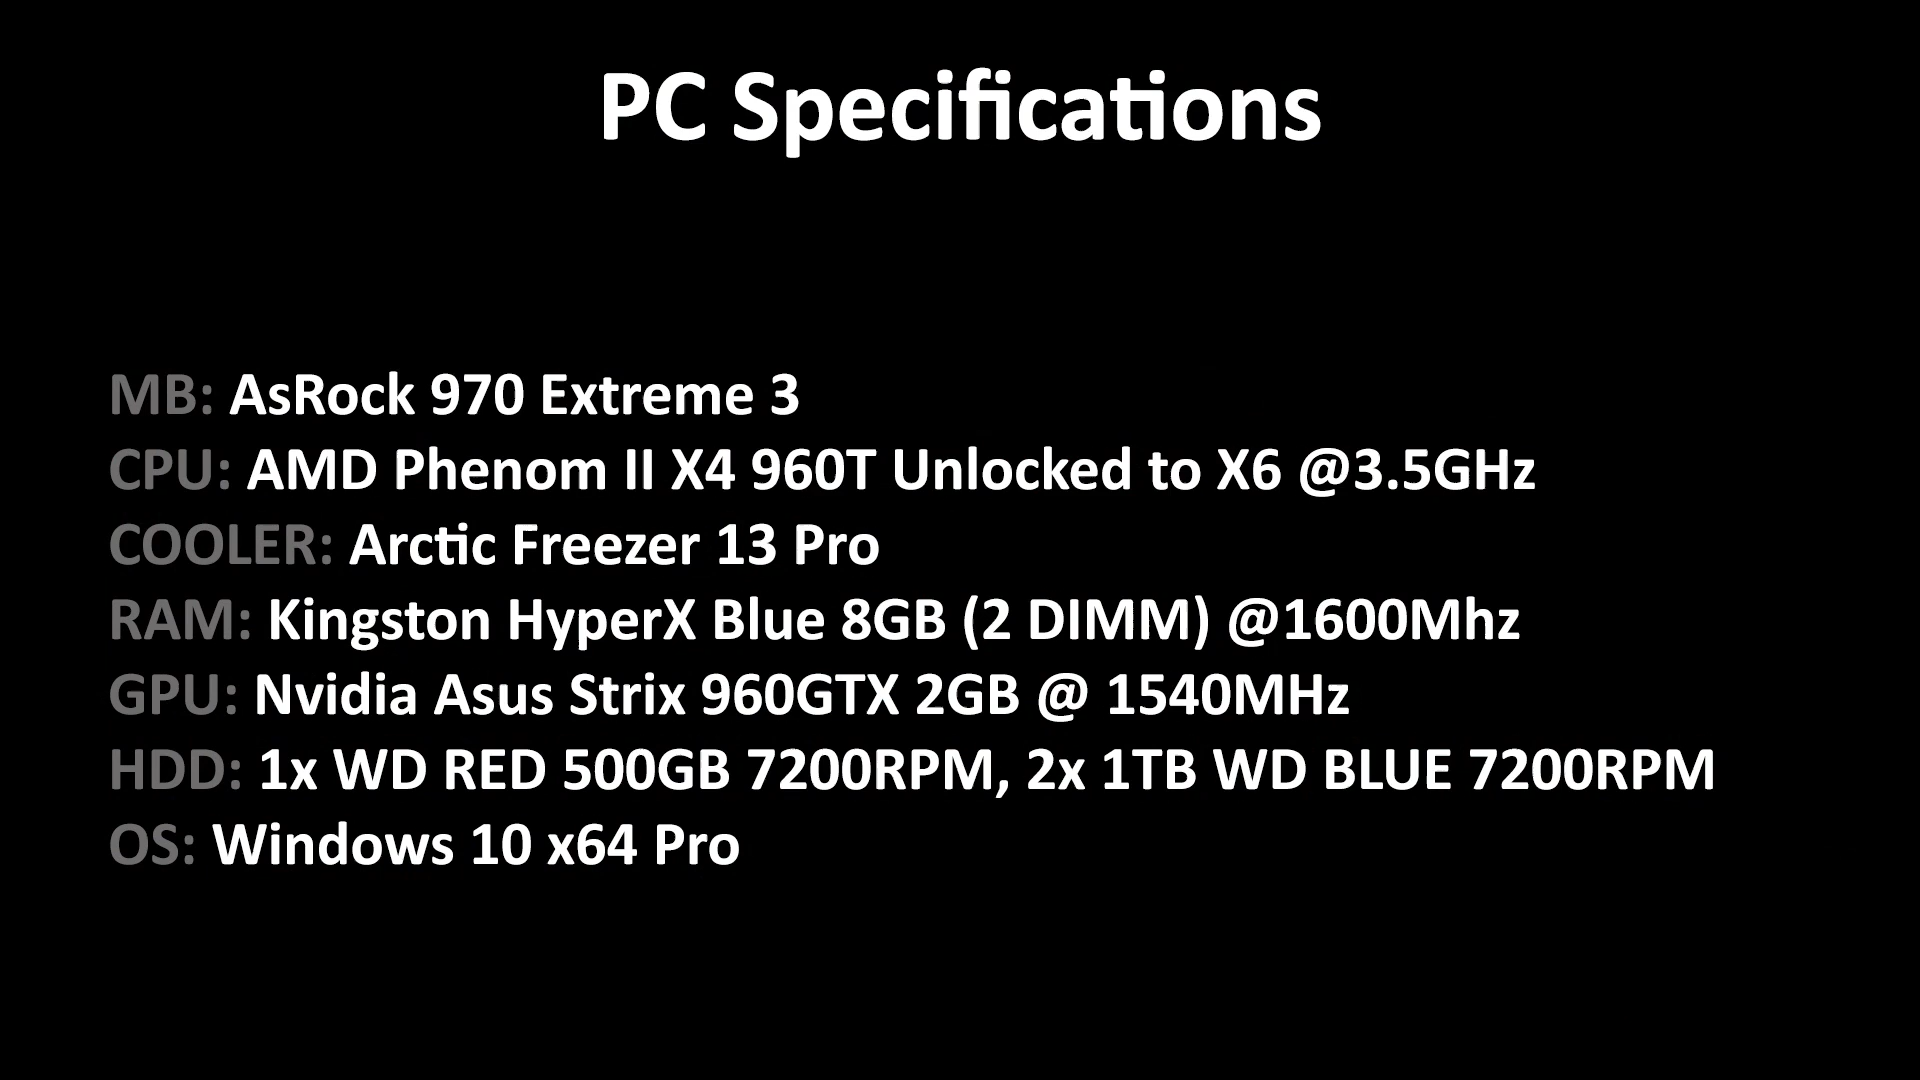 PC Specifications
MB: AsRock 970 Extreme 3
CPU: AMD Phenom II X4 960T Unlocked to X6 @3.5GHz
COOLER: Arctic Freezer 13 Pro
RAM: Kingston HyperX Blue 8GB (2 DIMM) @1600Mhz
GPU: Nvidia Asus Strix 960GTX 2GB @ 1540MHz
HDD: 1x WD RED 500GB 7200RPM, 2x 1TB WD BLUE 7200RPM
OS: Windows 10 x64 Pro